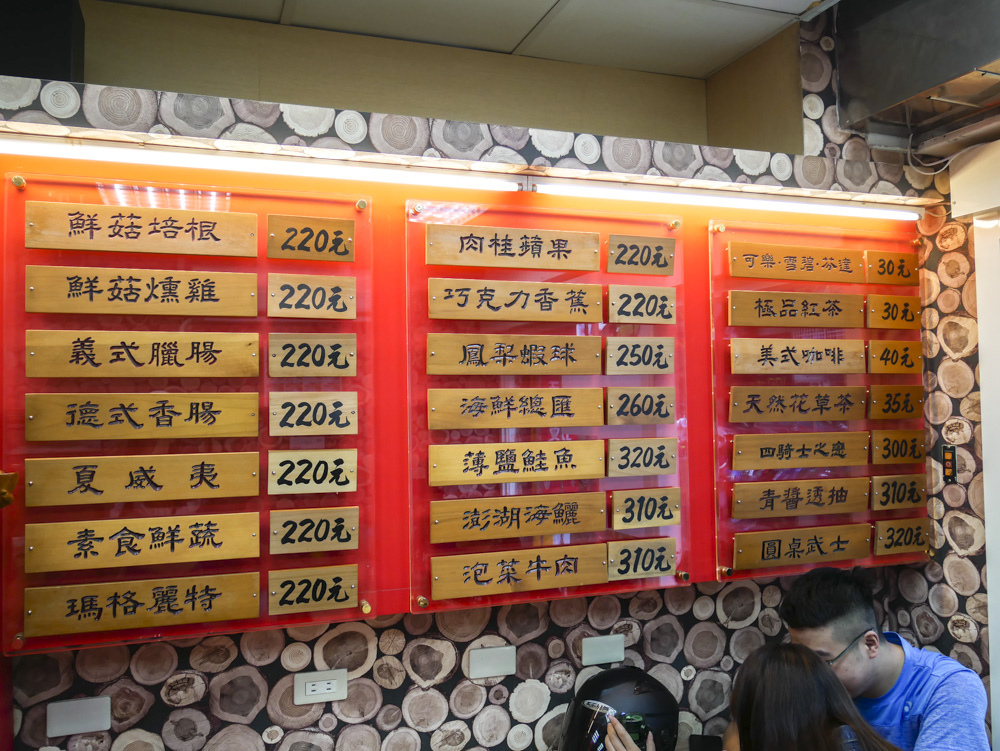 鮮菇培根 220元
鮮菇燻雞 220元
義式臘腸 220元
德式香腸 220元
夏威夷 220元
素食鮮蔬 220元
瑪格麗特 220元
肉桂蘋果 220元
巧克力香蕉 220元
鳳梨蝦球 250元
海鮮總匯 260元
薄鹽鮭魚 320元
澎湖海鱺 310元
泡菜牛肉 310元
可樂·雪碧·芬達 30元
極品紅茶 30元
美式咖啡 40元
天然花草茶 35元
四騎士之戀 300元
青醬透抽 310元
圓桌武士 320元